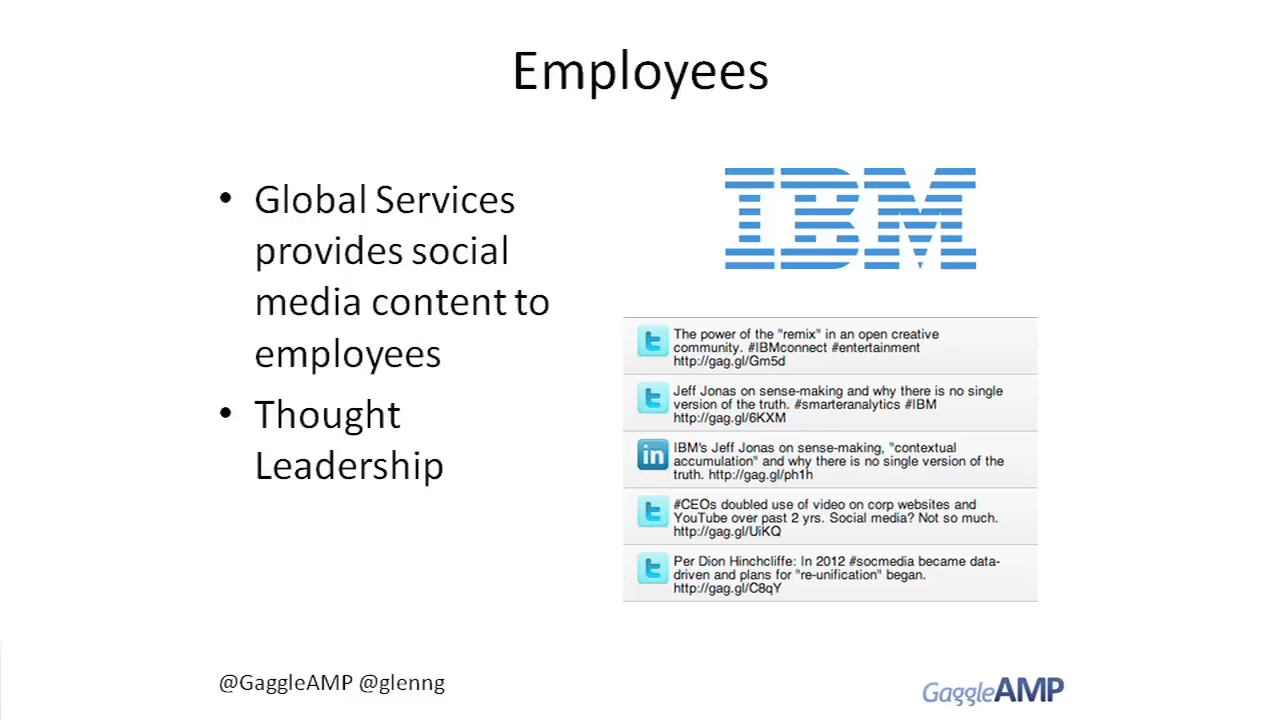 Employees
• Global Services
provides social
media content to
employees
• Thought
Leadership
IBM
The power of the "remix" in an open creative
community. #IBMconnect #entertainment
http://gag.gl/Gm5d
Jeff Jonas on sense-making and why there is no single
version of the truth. #smarteranalytics #IBM
http://gag.gl/6KXM
in
IBM's Jeff Jonas on sense-making, "contextual
accumulation" and why there is no single version of the
truth. http://gag.gl/ph1h
#CEOs doubled use of video on corp websites and
YouTube over past 2 yrs. Social media? Not so much.
http://gag.gl/UiKQ
Per Dion Hinchcliffe: In 2012 #socmedia became data-
driven and plans for "re-unification" began.
http://gag.gl/C8qY
@GaggleAMP @glenng
GaggleAMP